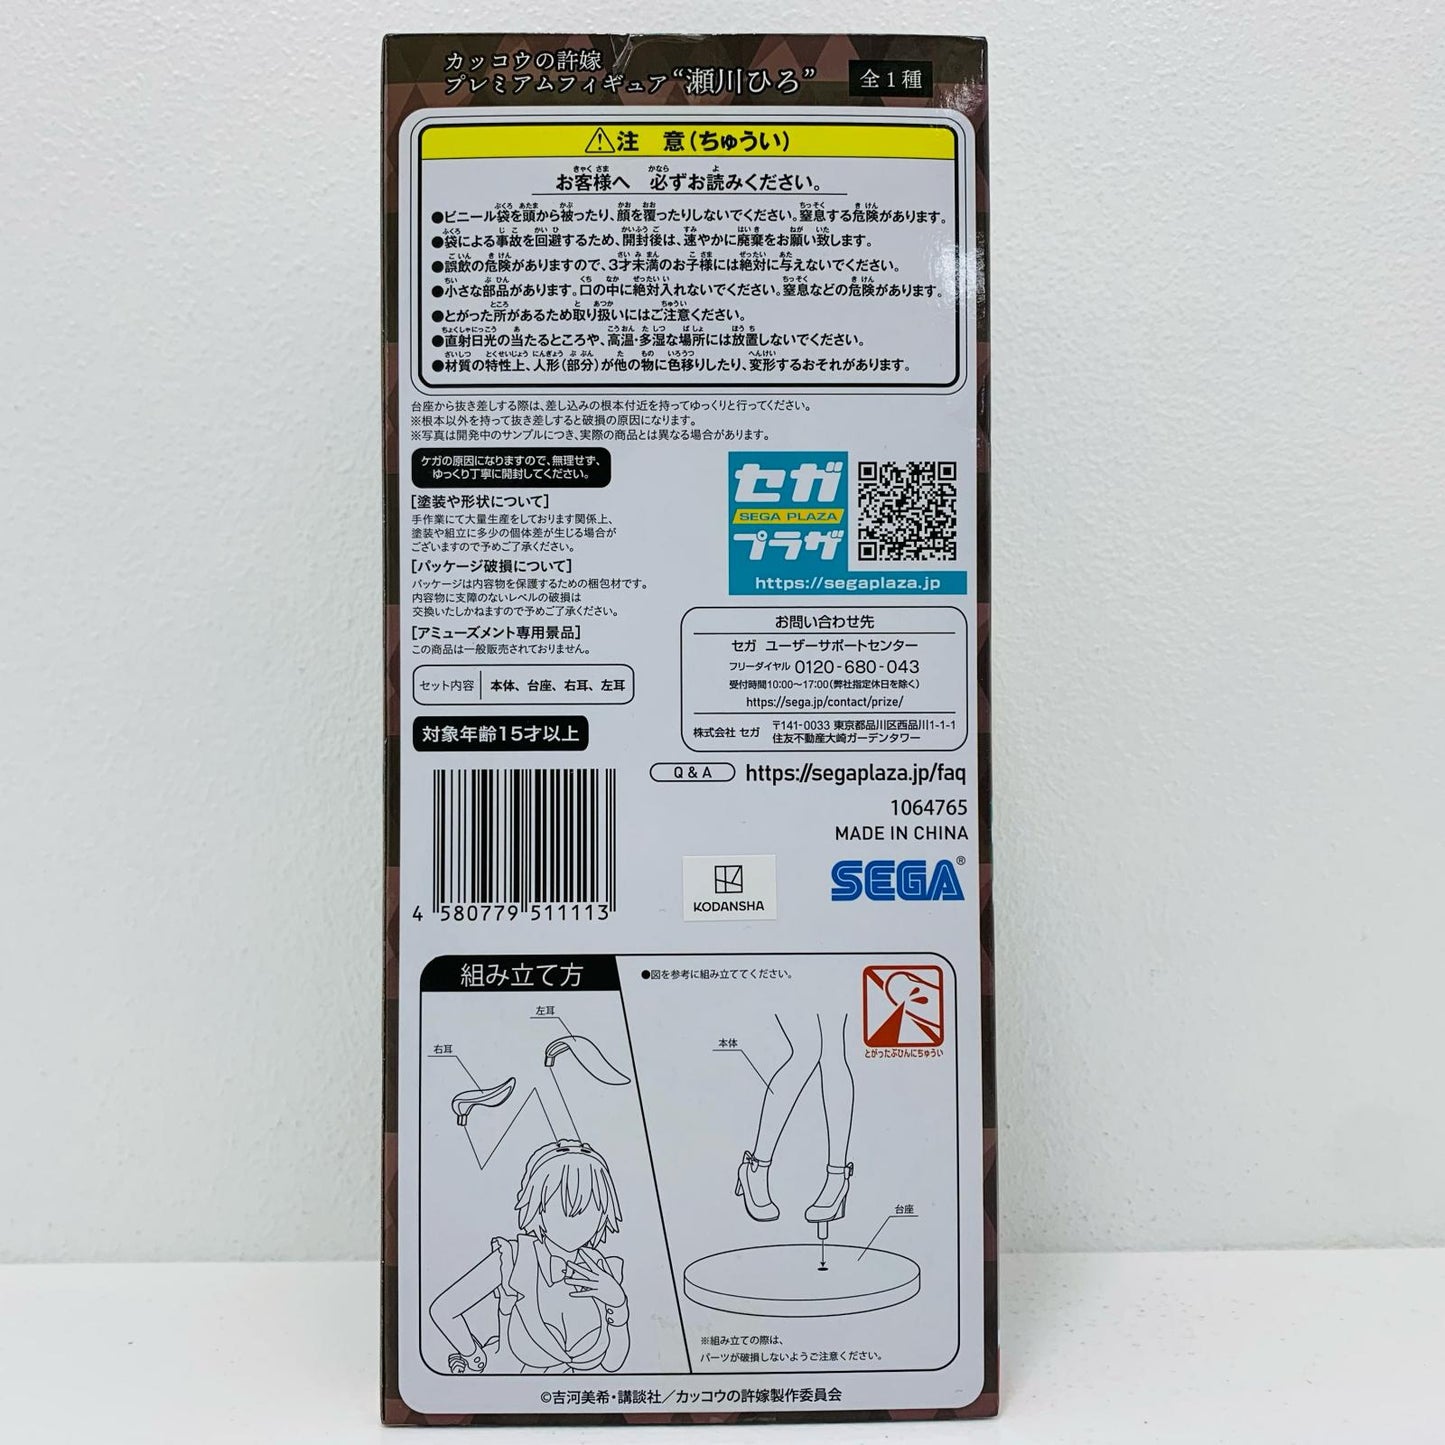 カッコウの許嫁
プレミアムフィギュア“瀬川ひろ” 全1種
⚠注 意(ちゅうい)
お客様へ 必ずお読みください。
●ビニール袋を頭から被ったり、顔を覆ったりしないでください。窒息する危険があります。
●袋による事故を回避するため、開封後は、速やかに廃棄をお願い致します。
●誤飲の危険がありますので、3才未満のお子様には絶対に与えないでください。
●小さな部品があります。口の中に絶対入れないでください。窒息などの危険があります。
●とがった所があるため取り扱いにはご注意ください。
●直射日光の当たるところや、高温・多湿な場所には放置しないでください。
●材質の特性上、人形(部分)が他の物に色移りしたり、変形するおそれがあります。
台座から抜き差しする際は、差し込みの根本付近を持ってゆっくりと行ってください。
※根本以外を持って抜き差しすると破損の原因になります。
※写真は開発中のサンプルにつき、実際の商品とは異なる場合があります。
ケガの原因になりますので、無理せず、
ゆっくり丁寧に開封してください。
[塗装や形状について]
手作業にて大量生産をしております関係上、
塗装や組立に多少の個体差が生じる場合が
ございますので予めご了承ください。
[パッケージ破損について]
パッケージは内容物を保護するための梱包材です。
内容物に支障のないレベルの破損は
交換いたしかねますので予めご了承ください。
[アミューズメント専用景品]
この商品は一般販売されておりません。
セット内容 本体、台座、右耳、左耳
対象年齢15才以上
セガ
SEGA PLAZA
プラザ
https://segaplaza.jp
お問い合わせ先
セガ ユーザーサポートセンター
フリーダイヤル 0120-680-043
受付時間10:00〜17:00(弊社指定休日を除く)
https://sega.jp/contact/prize/
株式会社 セガ 〒141-0033 東京都品川区西品川1-1-1
住友不動産大崎ガーデンタワー
Q & A https://segaplaza.jp/faq
1064765
MADE IN CHINA
SEGA®
KODANSHA
4 580779 511113
組み立て方
●図を参考に組み立ててください。
とがったぶひんにちゅうい
左耳
右耳
本体
台座
※組み立ての際は、
パーツが破損しないようご注意ください。
©吉河美希・講談社／カッコウの許嫁製作委員会